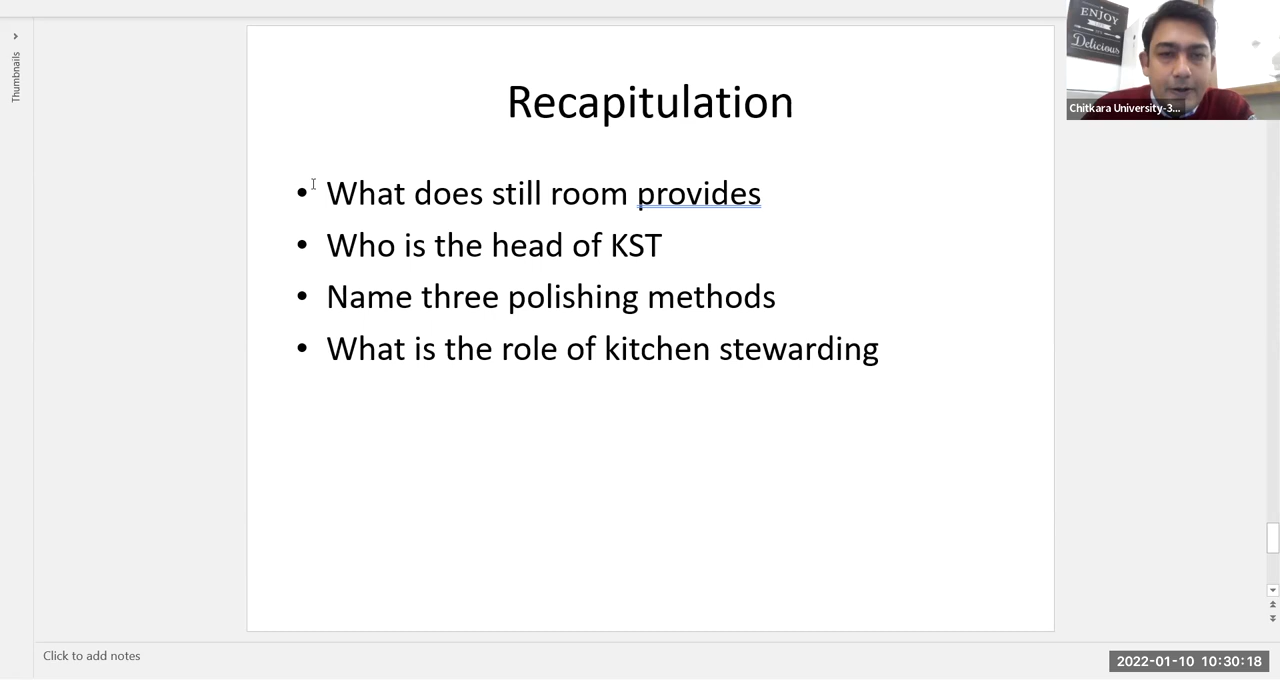 Thumbnails
ENJOY
Delicious
Chitkara University-3...
Recapitulation
• What does still room provides
• Who is the head of KST
• Name three polishing methods
• What is the role of kitchen stewarding
Click to add notes
2022-01-10 10:30:18